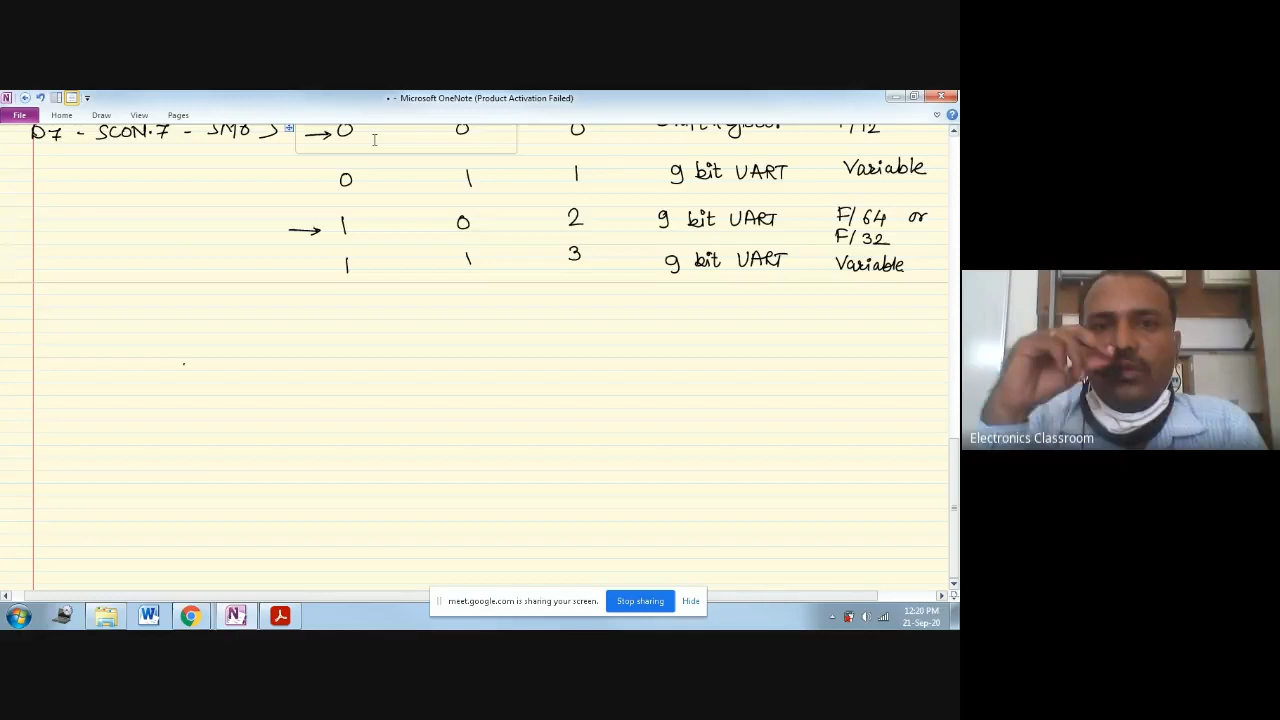 - Microsoft OneNote (Product Activation Failed)
File Home Insert Draw View Pages
D7 - SCON.7 - SM0 → 0 0 0 F/12
0 1 1 9 bit UART Variable
→ 1 0 2 9 bit UART F/64 or
F/32
1 1 3 9 bit UART Variable
Electronics Classroom
meet.google.com is sharing your screen. Stop sharing Hide
12:20 PM
21-Sep-20